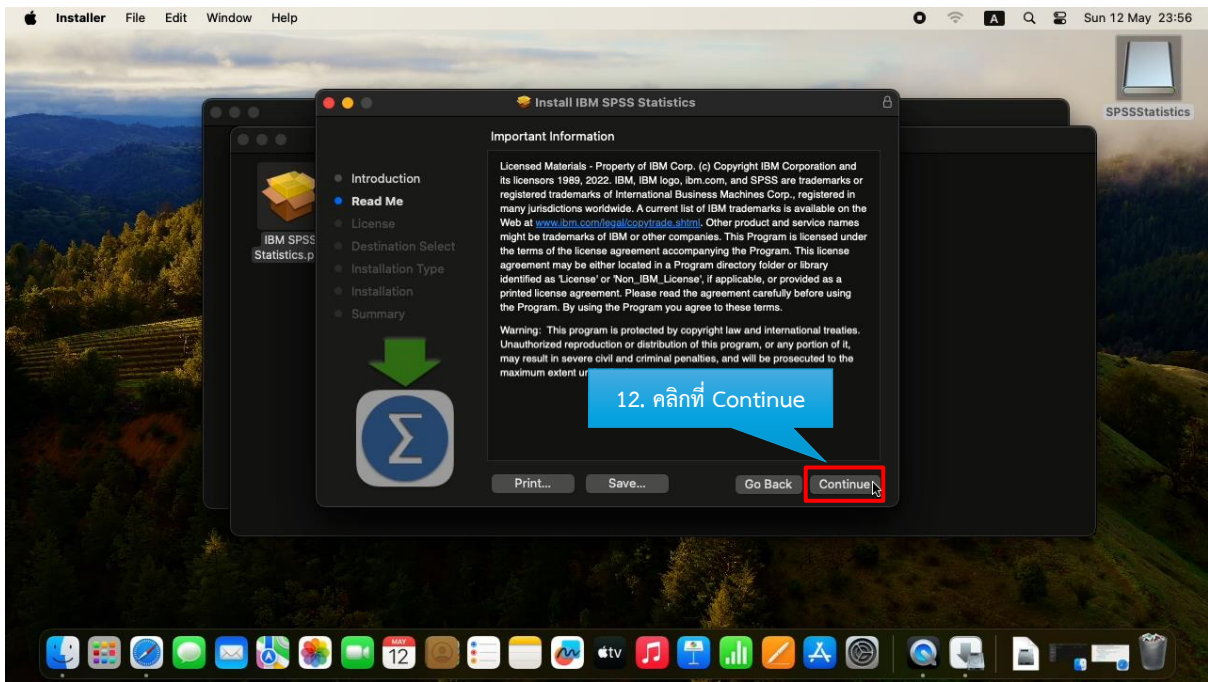 Installer File Edit Window Help
A Sun 12 May 23:56
SPSSStatistics
Install IBM SPSS Statistics
Important Information
Introduction
Read Me
License
Destination Select
Installation Type
Installation
Summary
IBM SPSS
Statistics.p
Licensed Materials - Property of IBM Corp. (c) Copyright IBM Corporation and
its licensors 1989, 2022. IBM, IBM logo, ibm.com, and SPSS are trademarks or
registered trademarks of International Business Machines Corp., registered in
many jurisdictions worldwide. A current list of IBM trademarks is available on the
Web at www.ibm.com/legal/copytrade.shtml. Other product and service names
might be trademarks of IBM or other companies. This Program is licensed under
the terms of the license agreement accompanying the Program. This license
agreement may be either located in a Program directory folder or library
identified as 'License' or 'Non_IBM_License', if applicable, or provided as a
printed license agreement. Please read the agreement carefully before using
the Program. By using the Program you agree to these terms.
Warning: This program is protected by copyright law and international treaties.
Unauthorized reproduction or distribution of this program, or any portion of it,
may result in severe civil and criminal penalties, and will be prosecuted to the
maximum extent
12. คลิกที่ Continue
Σ
Print... Save... Go Back Continue
MAY
12
tv